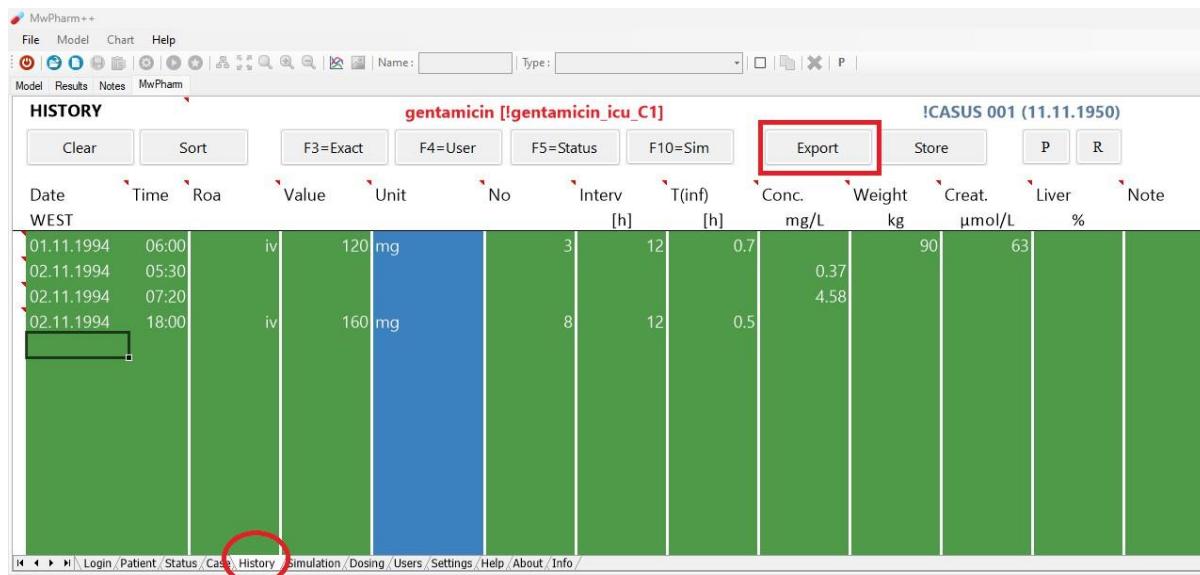 MwPharm++
File Model Chart Help
Name: Type: P
Model Results Notes MwPharm
HISTORY gentamicin [!gentamicin_icu_C1] !CASUS 001 (11.11.1950)
Clear Sort F3=Exact F4=User F5=Status F10=Sim Export Store P R
Date Time Roa Value Unit No Interv T(inf) Conc. Weight Creat. Liver Note
WEST [h] [h] mg/L kg µmol/L %
01.11.1994 06:00 iv 120 mg 3 12 0.7 90 63
02.11.1994 05:30 0.37
02.11.1994 07:20 4.58
02.11.1994 18:00 iv 160 mg 8 12 0.5
Login Patient Status Case History Simulation Dosing Users Settings Help About Info